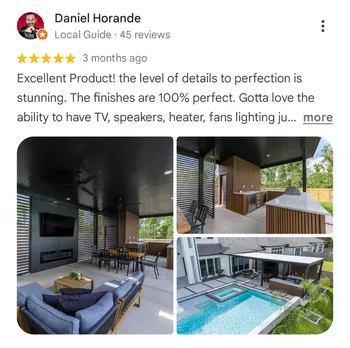 Daniel Horande
Local Guide · 45 reviews
3 months ago
Excellent Product! the level of details to perfection is
stunning. The finishes are 100% perfect. Gotta love the
ability to have TV, speakers, heater, fans lighting ju... more